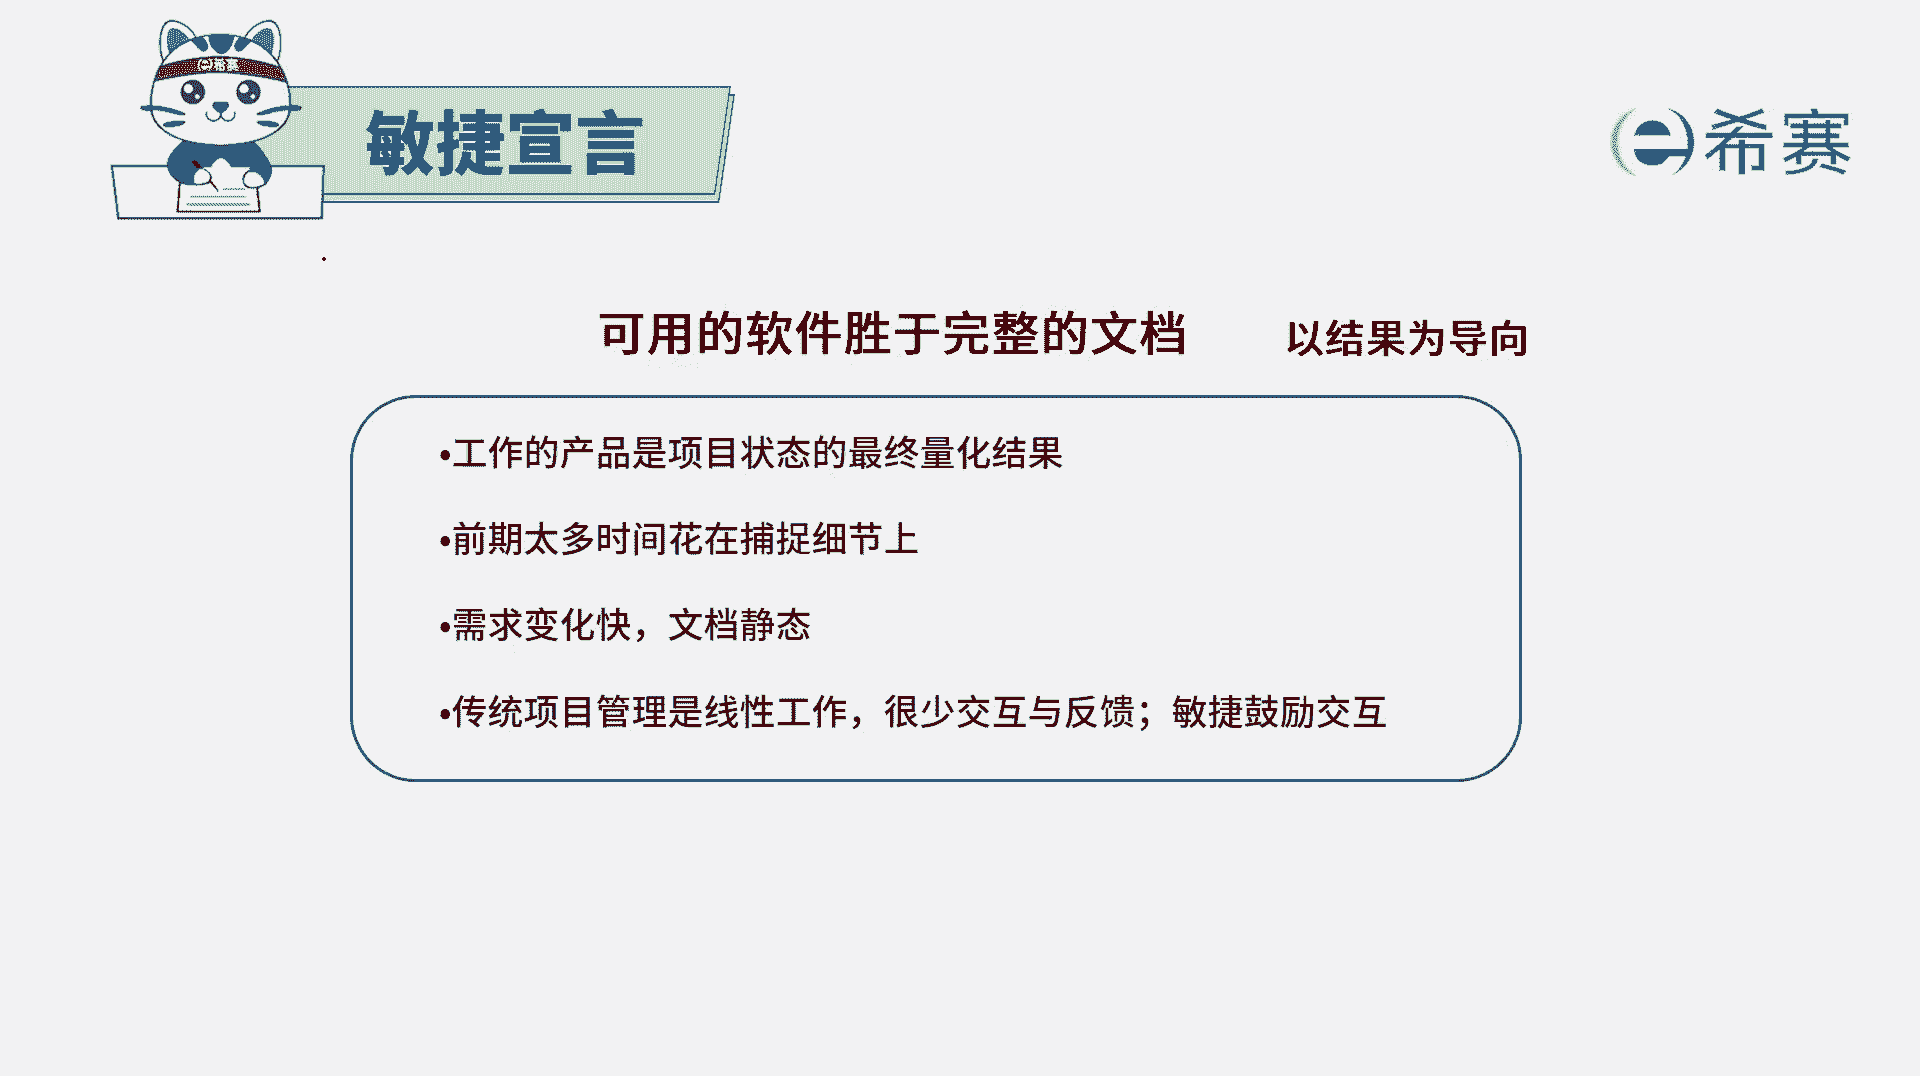 e希赛
敏捷宣言
e希赛
可用的软件胜于完整的文档 以结果为导向
•工作的产品是项目状态的最终量化结果
•前期太多时间花在捕捉细节上
•需求变化快，文档静态
•传统项目管理是线性工作，很少交互与反馈；敏捷鼓励交互